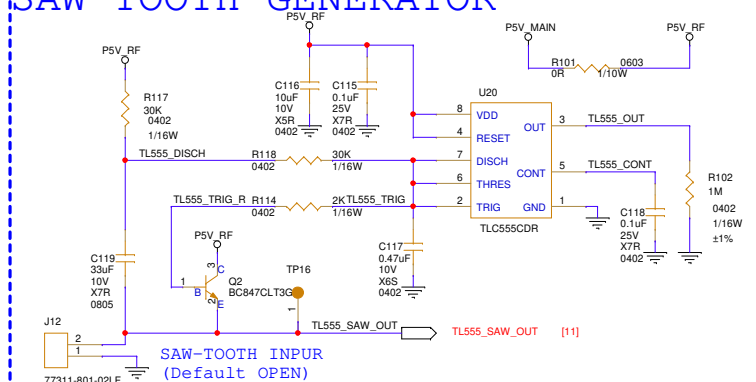 SAW TOOTH GENERATOR
P5V_RF
P5V_MAIN
P5V_RF
P5V_RF
R101
0R
0603
1/10W
R117
30K
0402
1/16W
C116
10uF
10V
X5R
0402
C115
0.1uF
25V
X7R
0402
U20
8
VDD
4
RESET
7
DISCH
6
THRES
2
TRIG
OUT
3
CONT
5
GND
1
TLC555CDR
TL555_OUT
TL555_CONT
R102
1M
0402
1/16W
±1%
C118
0.1uF
25V
X7R
0402
TL555_DISCH
R118
0402
30K
1/16W
TL555_TRIG_R
R114
0402
2K
1/16W
TL555_TRIG
C117
0.47uF
10V
X6S
0402
P5V_RF
3
C
1
B
2
E
Q2
BC847CLT3G
TP16
1
C119
33uF
10V
X7R
0805
J12
2
1
77311-801-02LF
SAW-TOOTH INPUR
(Default OPEN)
TL555_SAW_OUT
TL555_SAW_OUT
[11]